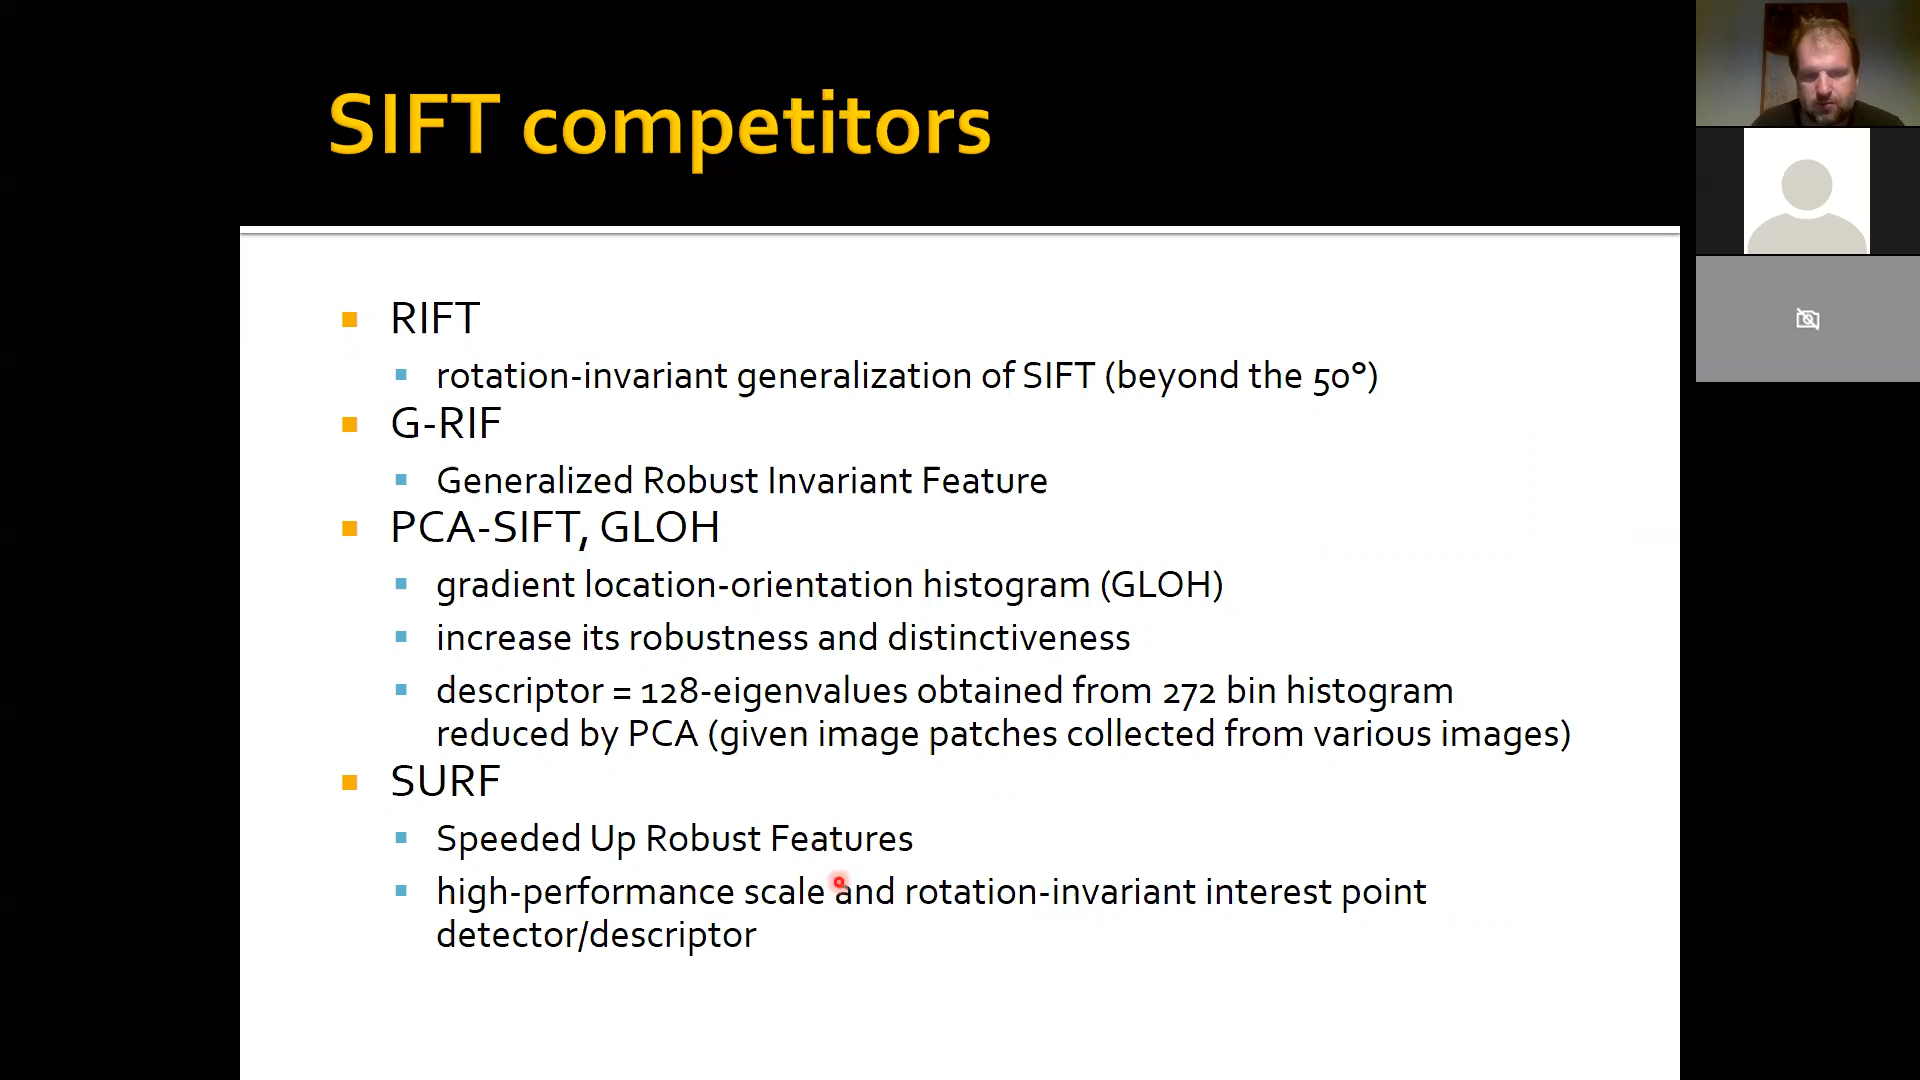 SIFT competitors
RIFT
rotation-invariant generalization of SIFT (beyond the 50°)
G-RIF
Generalized Robust Invariant Feature
PCA-SIFT, GLOH
gradient location-orientation histogram (GLOH)
increase its robustness and distinctiveness
descriptor = 128-eigenvalues obtained from 272 bin histogram
reduced by PCA (given image patches collected from various images)
SURF
Speeded Up Robust Features
high-performance scale and rotation-invariant interest point
detector/descriptor